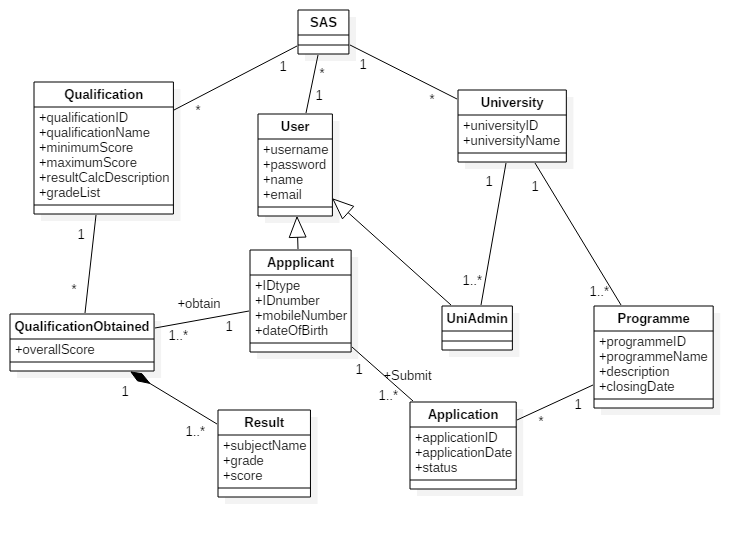 SAS
1
*
1
*
1
*
Qualification
+qualificationID
+qualificationName
+minimumScore
+maximumScore
+resultCalcDescription
+gradeList
User
+username
+password
+name
+email
1
University
+universityID
+universityName
1
1
1
*
Appplicant
+IDtype
+IDnumber
+mobileNumber
+dateOfBirth
1..*
1..*
+obtain
1..*
1
QualificationObtained
+overallScore
UniAdmin
Programme
+programmeID
+programmeName
+description
+closingDate
1
+Submit
1..*
1
1..*
1
*
Result
+subjectName
+grade
+score
Application
+applicationID
+applicationDate
+status